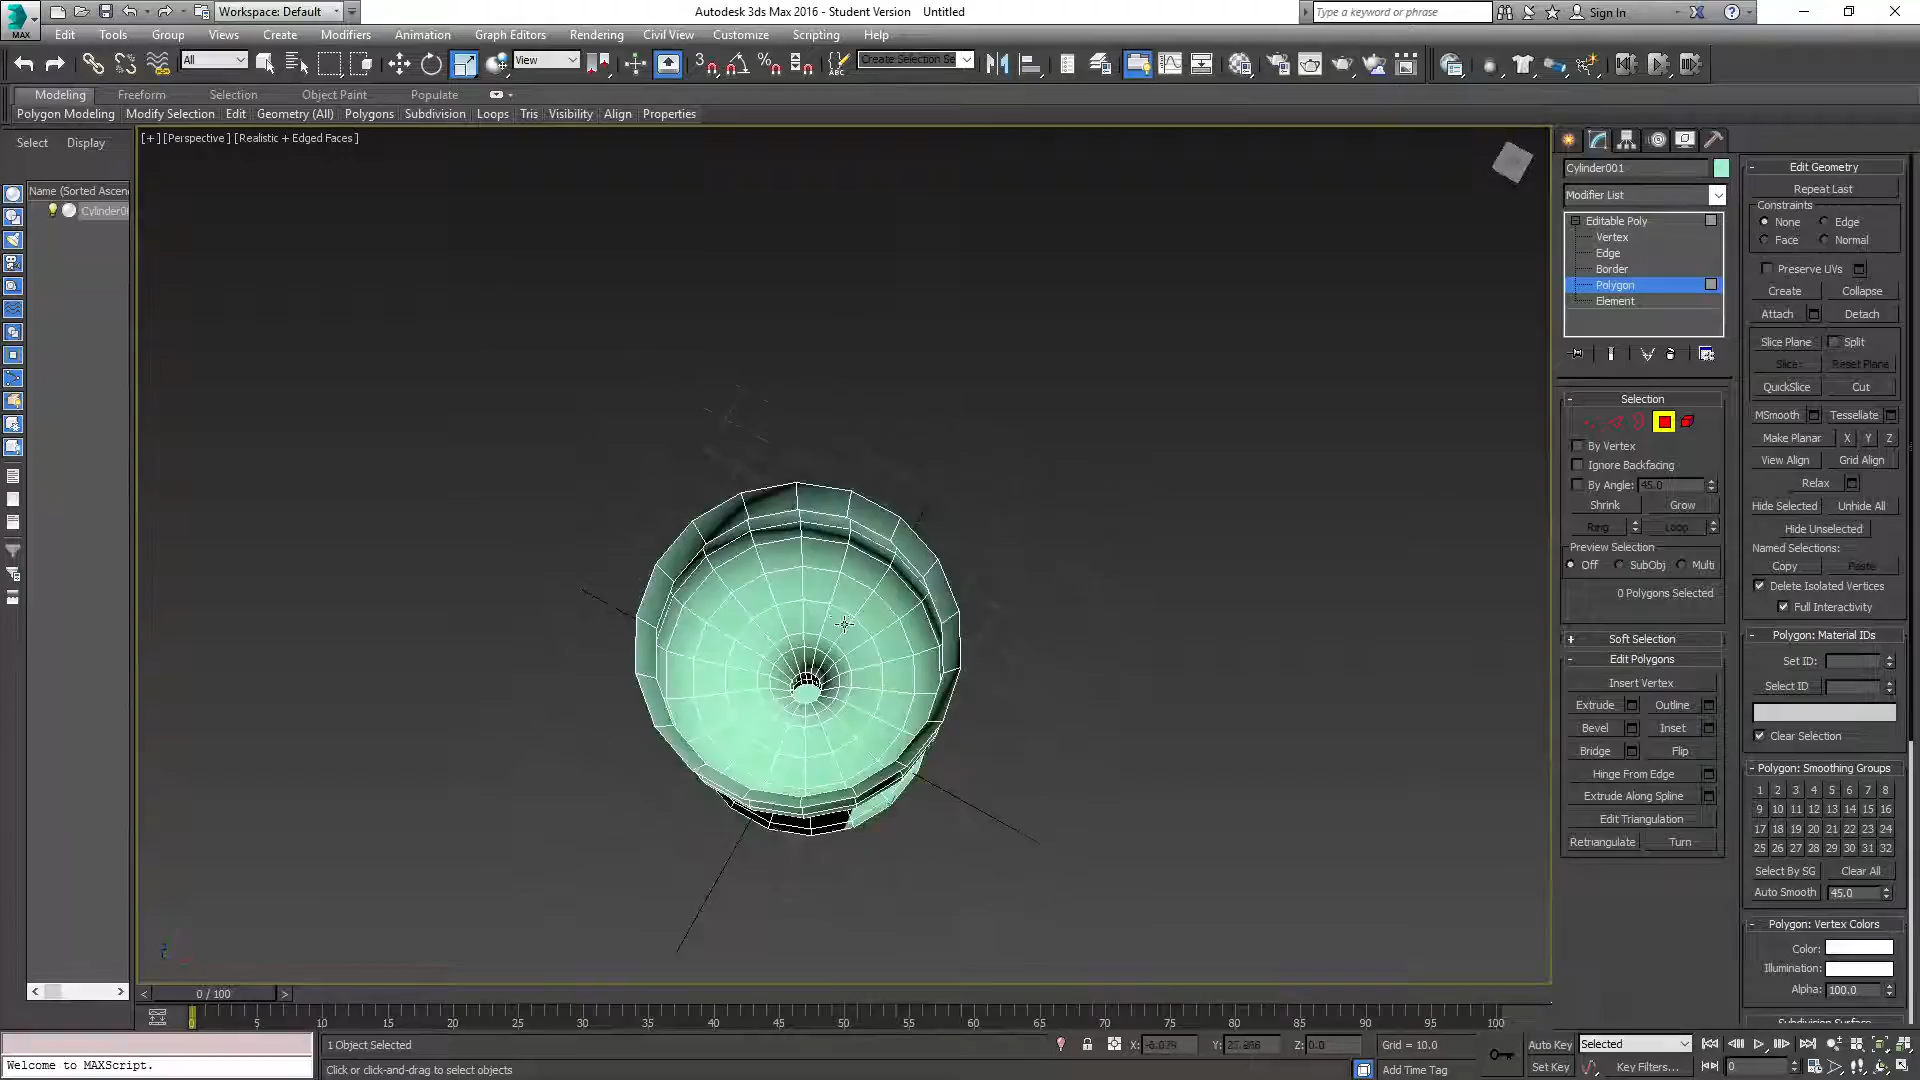 MAX
Workspace: Default
Autodesk 3ds Max 2016 - Student Version    Untitled
Type a keyword or phrase
Sign In
Edit Tools Group Views Create Modifiers Animation Graph Editors Rendering Civil View Customize Scripting Help
All
View
3
ABC
Create Selection Se
Modeling Freeform Selection Object Paint Populate
Polygon Modeling Modify Selection Edit Geometry (All) Polygons Subdivision Loops Tris Visibility Align Properties
Select Display
Name (Sorted Ascen
Cylinder0
[+] [Perspective] [Realistic + Edged Faces]
Cylinder001
Modifier List
Editable Poly
Vertex
Edge
Border
Polygon
Element
Selection
By Vertex
Ignore Backfacing
By Angle: 45.0
Shrink Grow
Ring Loop
Preview Selection
Off SubObj Multi
0 Polygons Selected
Soft Selection
Edit Polygons
Insert Vertex
Extrude Outline
Bevel Inset
Bridge Flip
Hinge From Edge
Extrude Along Spline
Edit Triangulation
Retriangulate Turn
Edit Geometry
Repeat Last
Constraints
None Edge
Face Normal
Preserve UVs
Create Collapse
Attach Detach
Slice Plane Split
Slice Reset Plane
QuickSlice Cut
MSmooth Tessellate
Make Planar X Y Z
View Align Grid Align
Relax
Hide Selected Unhide All
Hide Unselected
Named Selections:
Copy Paste
Delete Isolated Vertices
Full Interactivity
Polygon: Material IDs
Set ID:
Select ID
Clear Selection
Polygon: Smoothing Groups
1 2 3 4 5 6 7 8
9 10 11 12 13 14 15 16
17 18 19 20 21 22 23 24
25 26 27 28 29 30 31 32
Select By SG Clear All
Auto Smooth 45.0
Polygon: Vertex Colors
Color:
Illumination:
Alpha: 100.0
Subdivision Surface
0 / 100
0 5 10 15 20 25 30 35 40 45 50 55 60 65 70 75 80 85 90 95 100
Welcome to MAXScript.
1 Object Selected
Click or click-and-drag to select objects
X: Y: Z: 0.0
Grid = 10.0
Add Time Tag
Auto Key Selected
Set Key Key Filters...
0